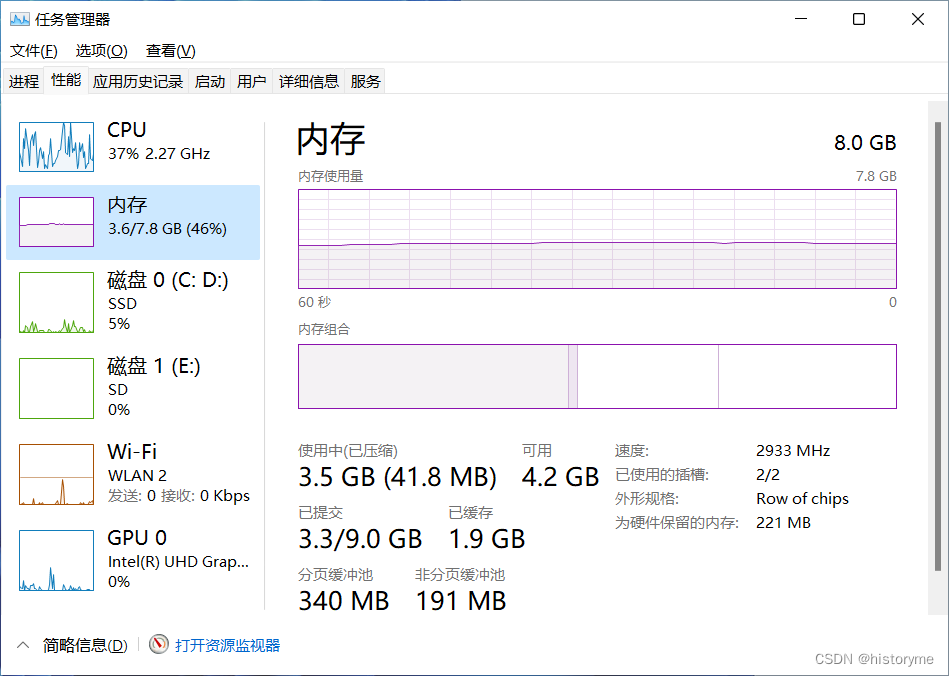 任务管理器
文件(F) 选项(O) 查看(V)
进程 性能 应用历史记录 启动 用户 详细信息 服务
CPU
37% 2.27 GHz
内存
3.6/7.8 GB (46%)
磁盘 0 (C: D:)
SSD
5%
磁盘 1 (E:)
SD
0%
Wi-Fi
WLAN 2
发送: 0 接收: 0 Kbps
GPU 0
Intel(R) UHD Grap...
0%
内存 8.0 GB
内存使用量 7.8 GB
60 秒 0
内存组合
使用中(已压缩) 可用
3.5 GB (41.8 MB) 4.2 GB
已提交 已缓存
3.3/9.0 GB 1.9 GB
分页缓冲池 非分页缓冲池
340 MB 191 MB
速度: 2933 MHz
已使用的插槽: 2/2
外形规格: Row of chips
为硬件保留的内存: 221 MB
简略信息(D) 打开资源监视器
CSDN @historyme